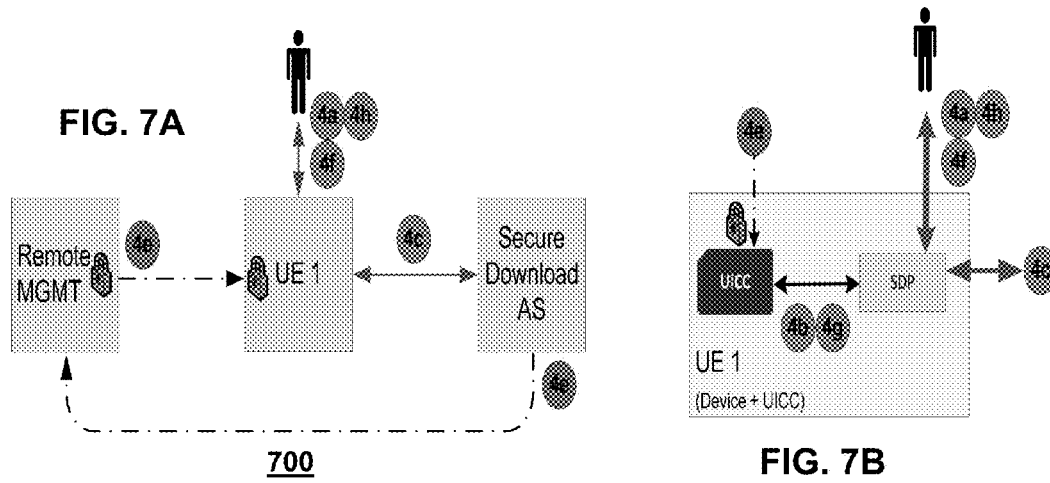 FIG. 7A
4a 4h
4f
Remote
MGMT
4e
UE 1
4c
Secure
Download
AS
4e
700
4a 4h
4f
4e
UICC
SDP
4c
4b 4g
UE 1
(Device + UICC)
FIG. 7B